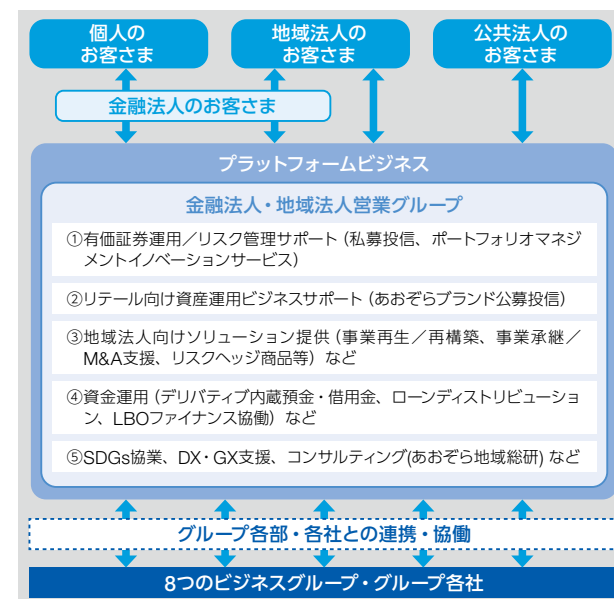 個人の
お客さま
地域法人の
お客さま
公共法人の
お客さま
金融法人のお客さま
プラットフォームビジネス
金融法人・地域法人営業グループ
①有価証券運用／リスク管理サポート（私募投信、ポートフォリオマネジ
メントイノベーションサービス）
②リテール向け資産運用ビジネスサポート（あおぞらブランド公募投信）
③地域法人向けソリューション提供（事業再生／再構築、事業承継／
M&A支援、リスクヘッジ商品等）など
④資金運用（デリバティブ内蔵預金・借用金、ローンディストリビューショ
ン、LBOファイナンス協働）など
⑤SDGs協業、DX・GX支援、コンサルティング(あおぞら地域総研) など
グループ各部・各社との連携・協働
8つのビジネスグループ・グループ各社